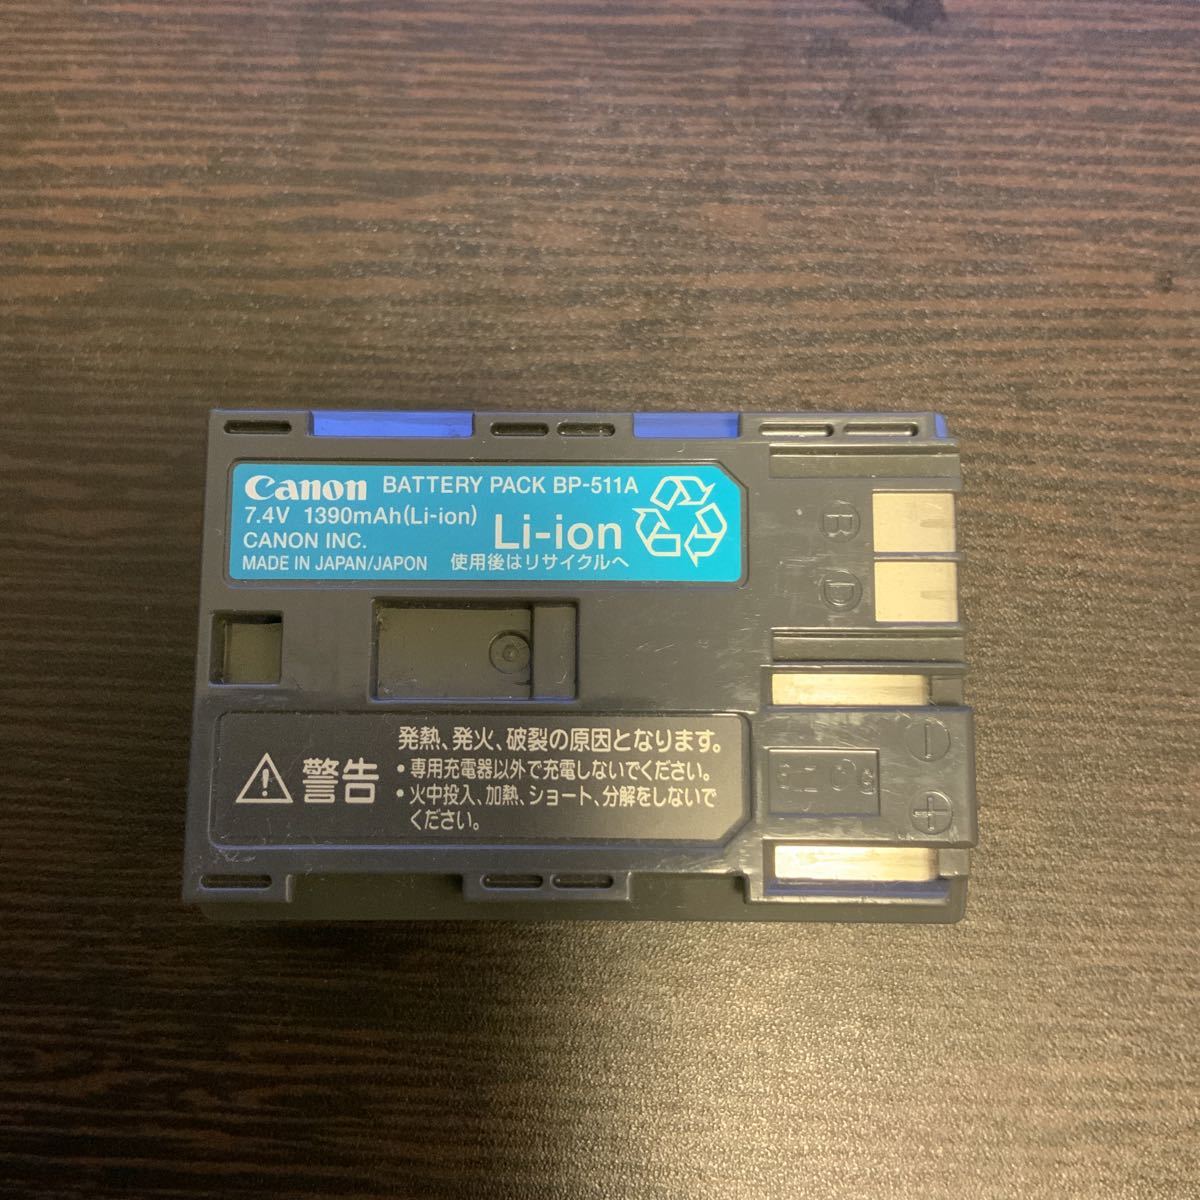 Canon BATTERY PACK BP-511A
7.4V 1390mAh(Li-ion)
CANON INC. Li-ion
MADE IN JAPAN/JAPON 使用後はリサイクルへ
B
D
⚠警告
発熱、発火、破裂の原因となります。
・専用充電器以外で充電しないでください。
・火中投入、加熱、ショート、分解をしないで
ください。
−
+